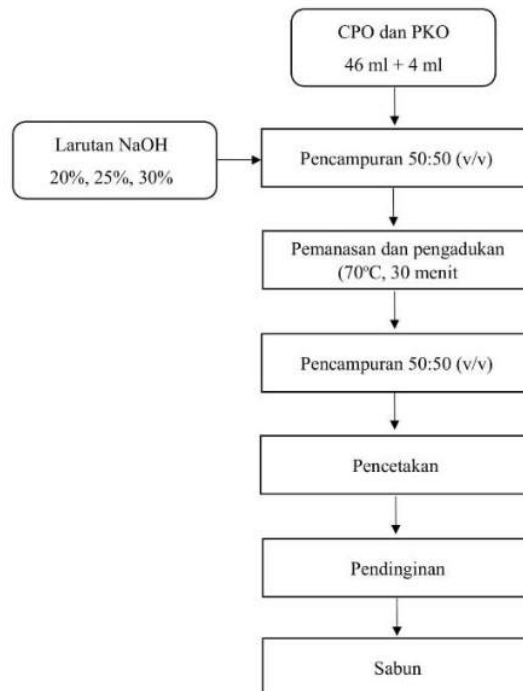 CPO dan PKO
46 ml + 4 ml
Larutan NaOH
20%, 25%, 30%
Pencampuran 50:50 (v/v)
Pemanasan dan pengadukan
(70ºC, 30 menit
Pencampuran 50:50 (v/v)
Pencetakan
Pendinginan
Sabun